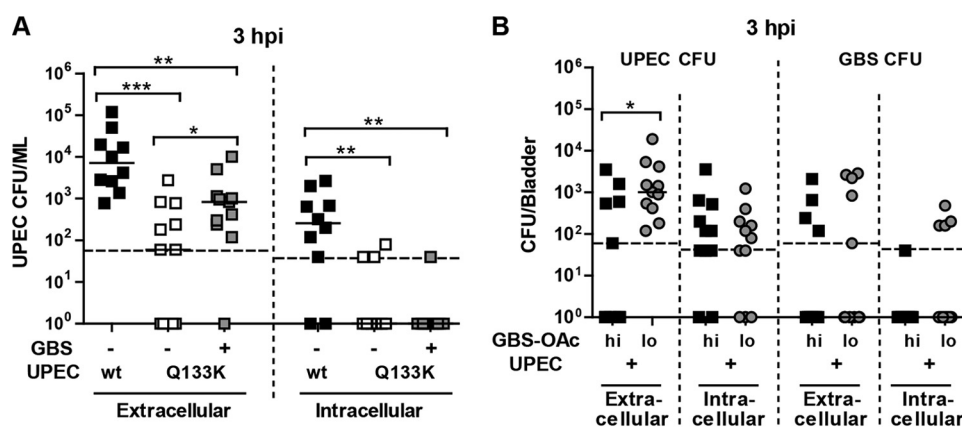 A
3 hpi
UPEC CFU/ML
10⁶
10⁵
10⁴
10³
10²
10¹
10⁰
**
***
*
**
**
GBS - - + - - +
UPEC wt Q133K wt Q133K
Extracellular Intracellular
B
3 hpi
UPEC CFU GBS CFU
CFU/Bladder
10⁶
10⁵
10⁴
10³
10²
10¹
10⁰
*
GBS-OAc hi lo hi lo hi lo hi lo
UPEC + + + +
Extra- Intra- Extra- Intra-
cellular cellular cellular cellular